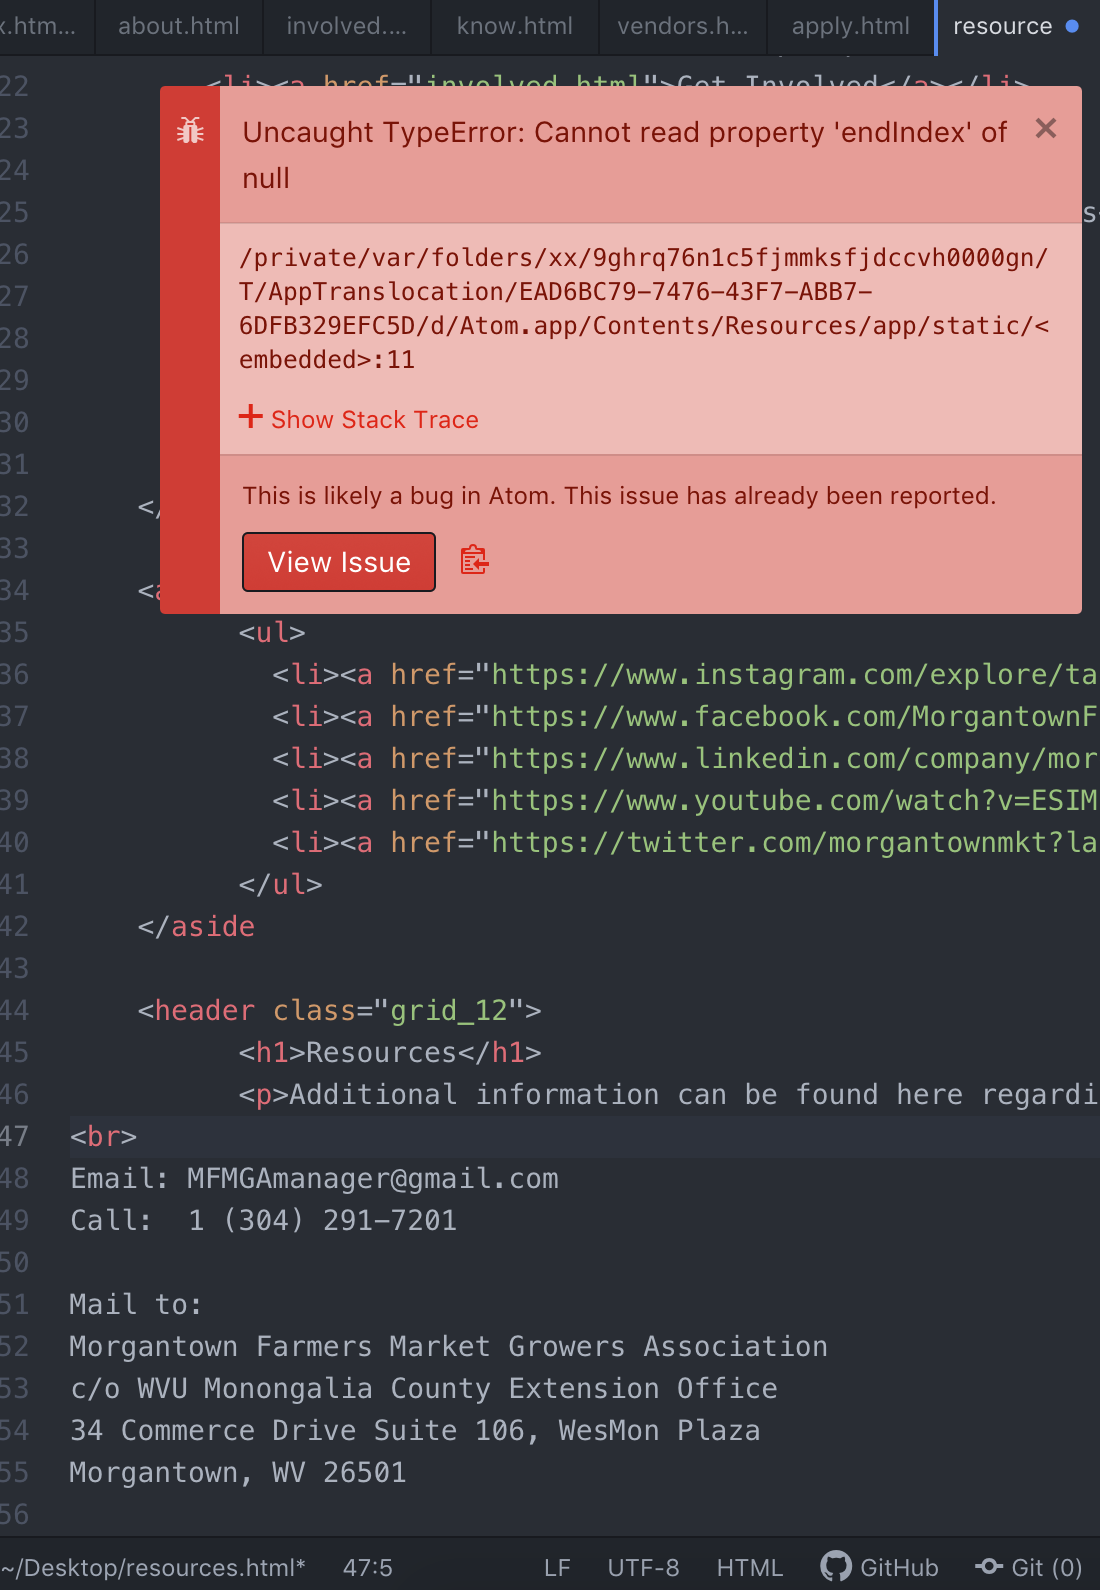 x.htm... about.html involved.... know.html vendors.h... apply.html resource
22 <li><a href="involved.html">Get Involved</a></li>
23
24
25
26
27
28
29
30
31
32 </
33
34 <a
Uncaught TypeError: Cannot read property 'endIndex' of
null
/private/var/folders/xx/9ghrq76n1c5fjmmksfjdccvh0000gn/
T/AppTranslocation/EAD6BC79-7476-43F7-ABB7-
6DFB329EFC5D/d/Atom.app/Contents/Resources/app/static/<
embedded>:11
Show Stack Trace
This is likely a bug in Atom. This issue has already been reported.
View Issue
35 <ul>
36 <li><a href="https://www.instagram.com/explore/ta
37 <li><a href="https://www.facebook.com/MorgantownF
38 <li><a href="https://www.linkedin.com/company/mor
39 <li><a href="https://www.youtube.com/watch?v=ESIM
40 <li><a href="https://twitter.com/morgantownmkt?la
41 </ul>
42 </aside
43
44 <header class="grid_12">
45 <h1>Resources</h1>
46 <p>Additional information can be found here regardi
47 <br>
48 Email: MFMGAmanager@gmail.com
49 Call:  1 (304) 291-7201
50
51 Mail to:
52 Morgantown Farmers Market Growers Association
53 c/o WVU Monongalia County Extension Office
54 34 Commerce Drive Suite 106, WesMon Plaza
55 Morgantown, WV 26501
56
~/Desktop/resources.html* 47:5 LF UTF-8 HTML GitHub Git (0)